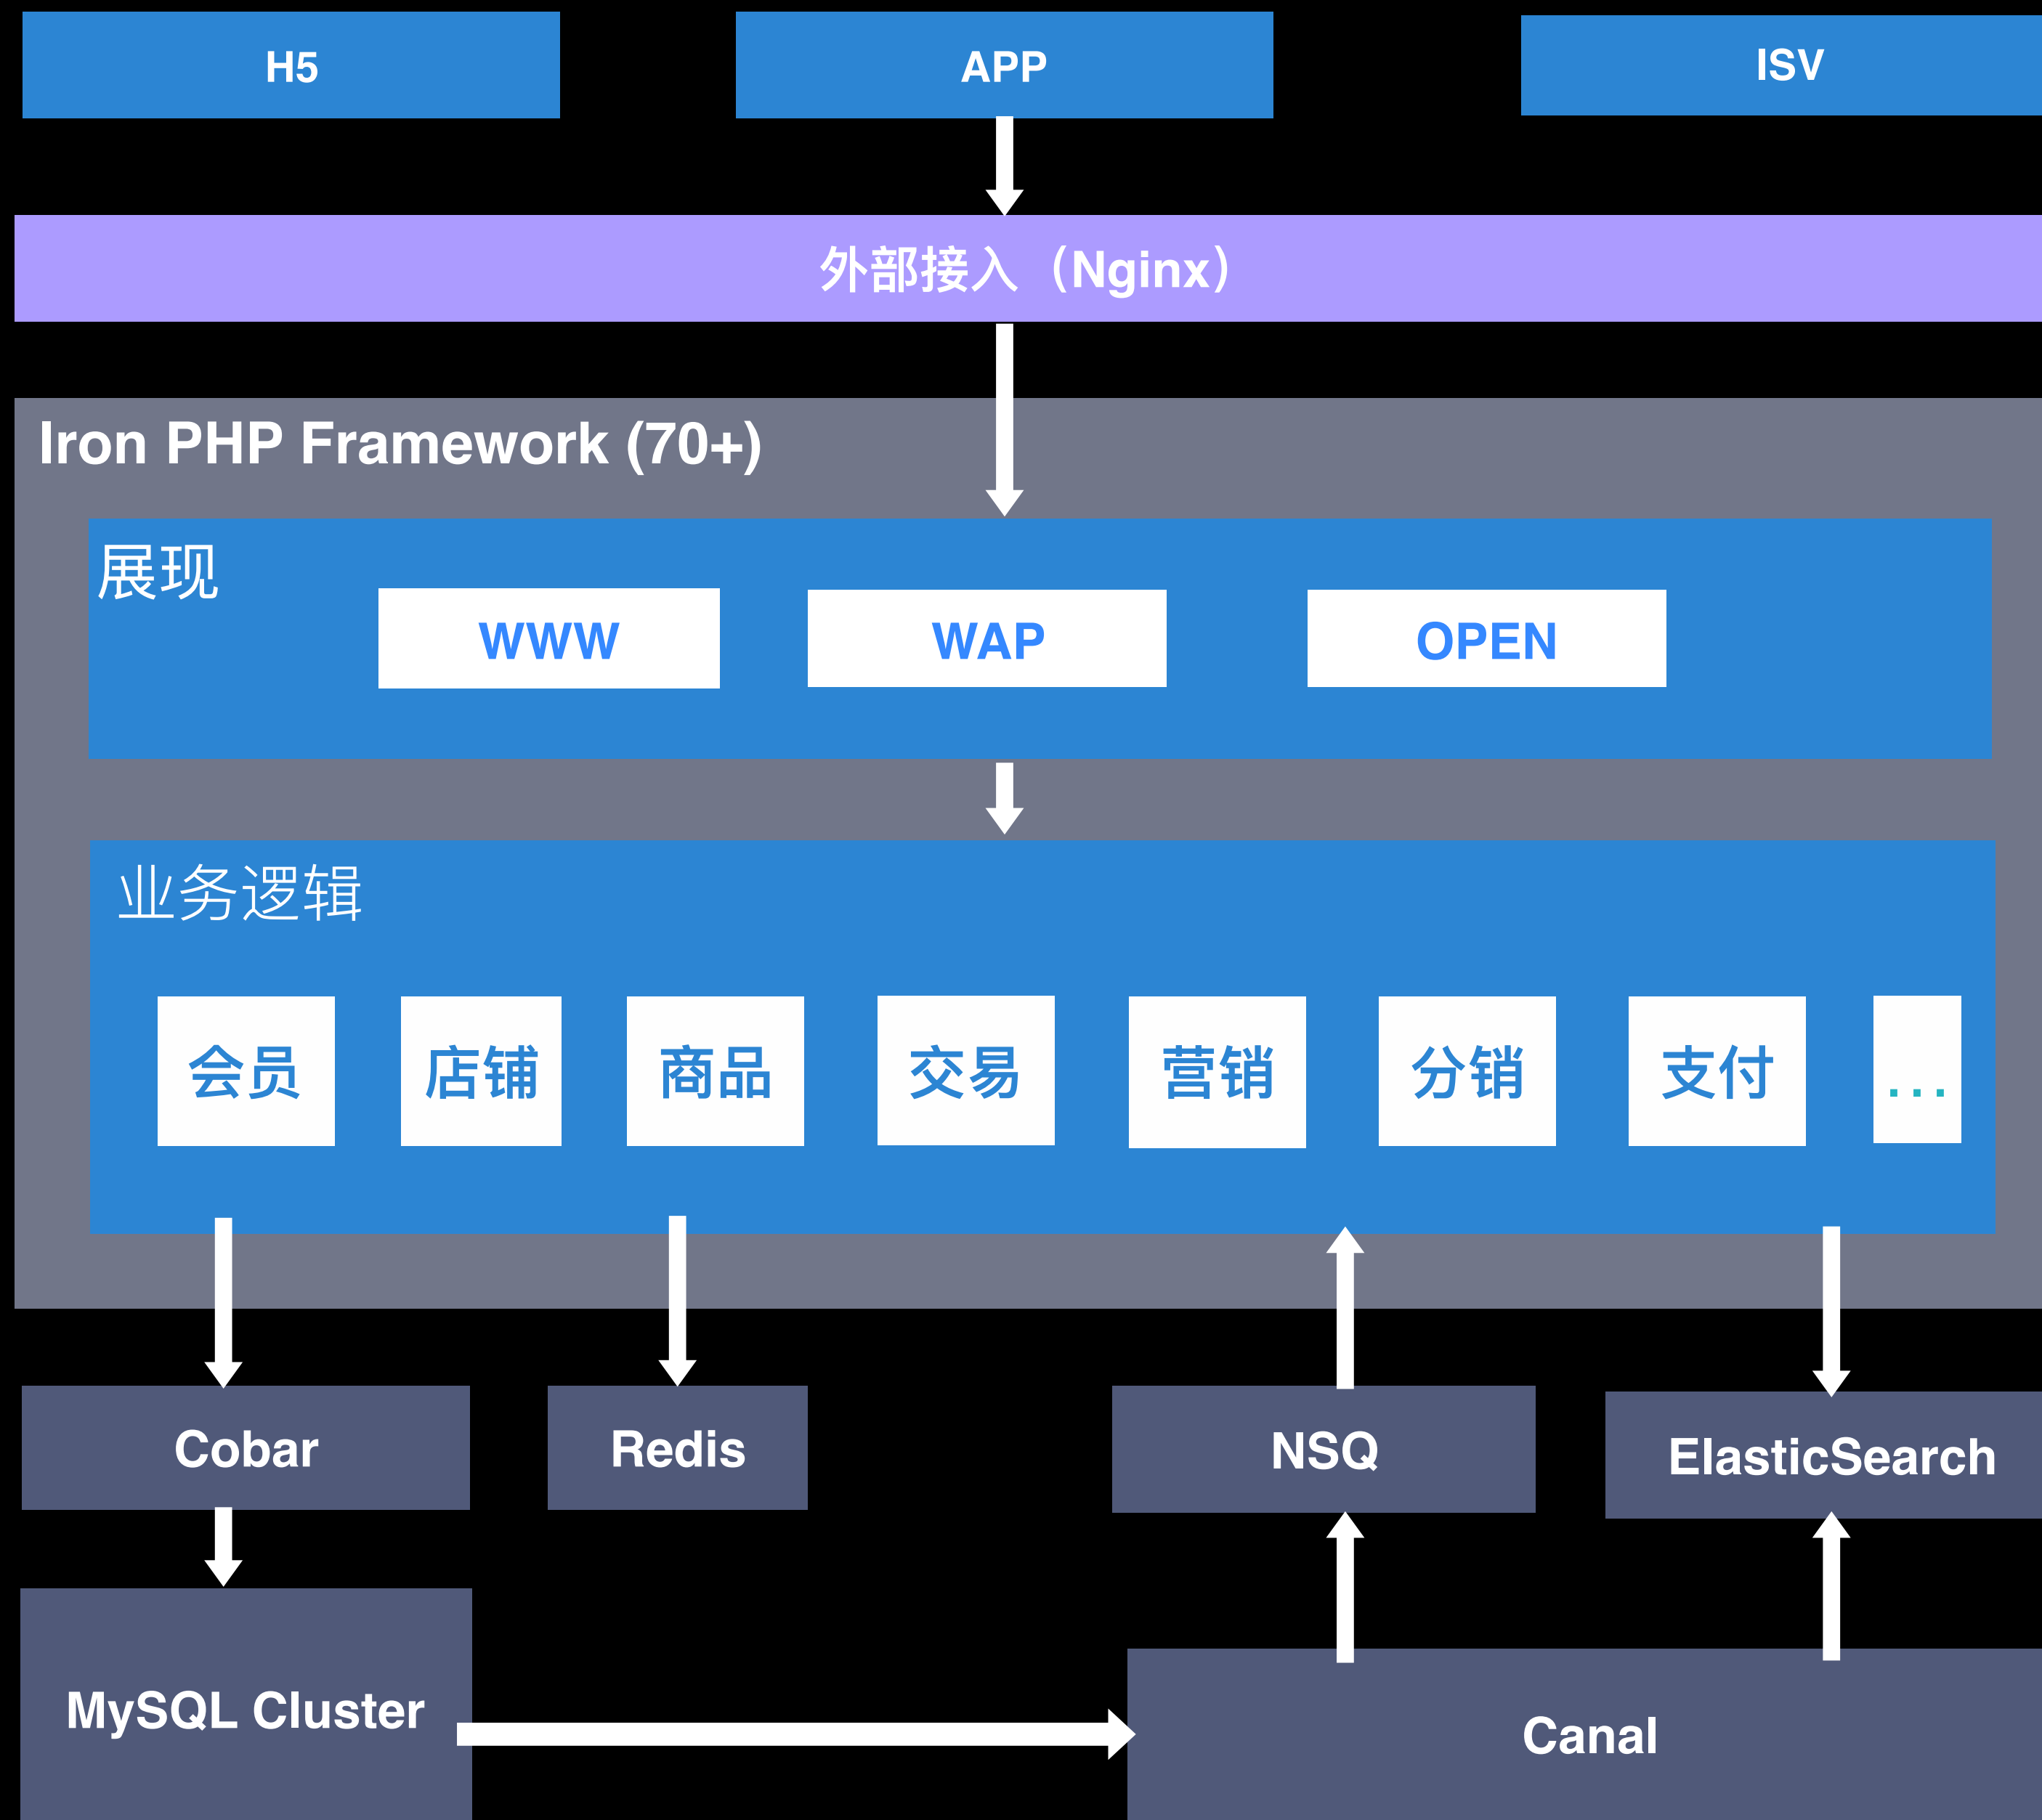 H5
APP
ISV
外部接入（Nginx）
Iron PHP Framework (70+)
展现
WWW
WAP
OPEN
业务逻辑
会员
店铺
商品
交易
营销
分销
支付
...
Cobar
Redis
NSQ
ElasticSearch
MySQL Cluster
Canal